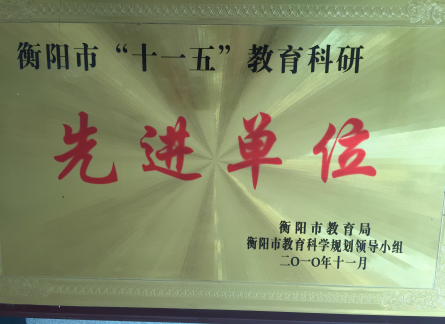 衡阳市“十一五”教育科研
先进单位
衡阳市教育局
衡阳市教育科学规划领导小组
二〇一〇年十一月